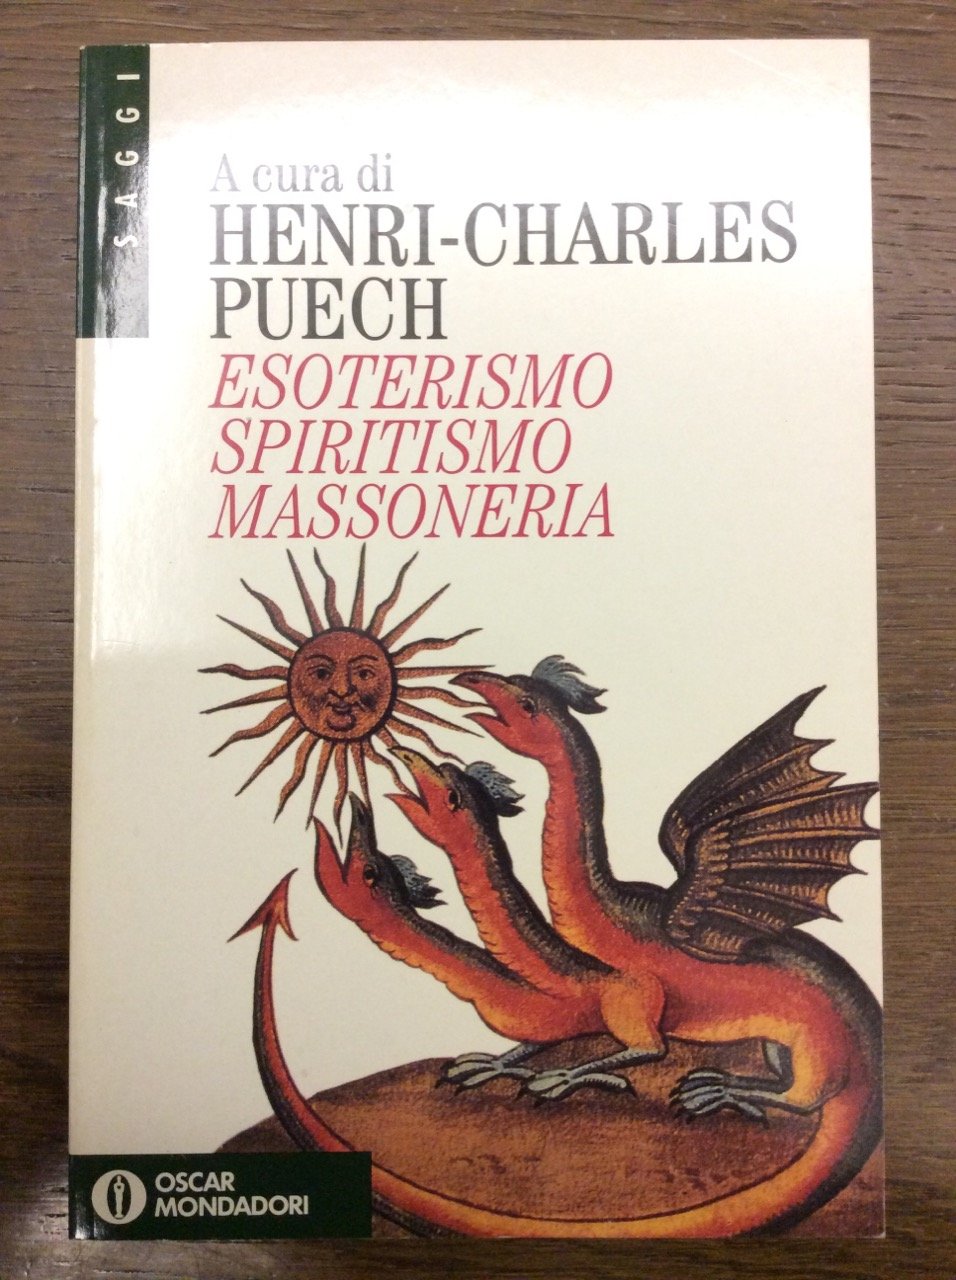 SAGGI
A cura di
HENRI-CHARLES
PUECH
ESOTERISMO
SPIRITISMO
MASSONERIA
OSCAR
MONDADORI